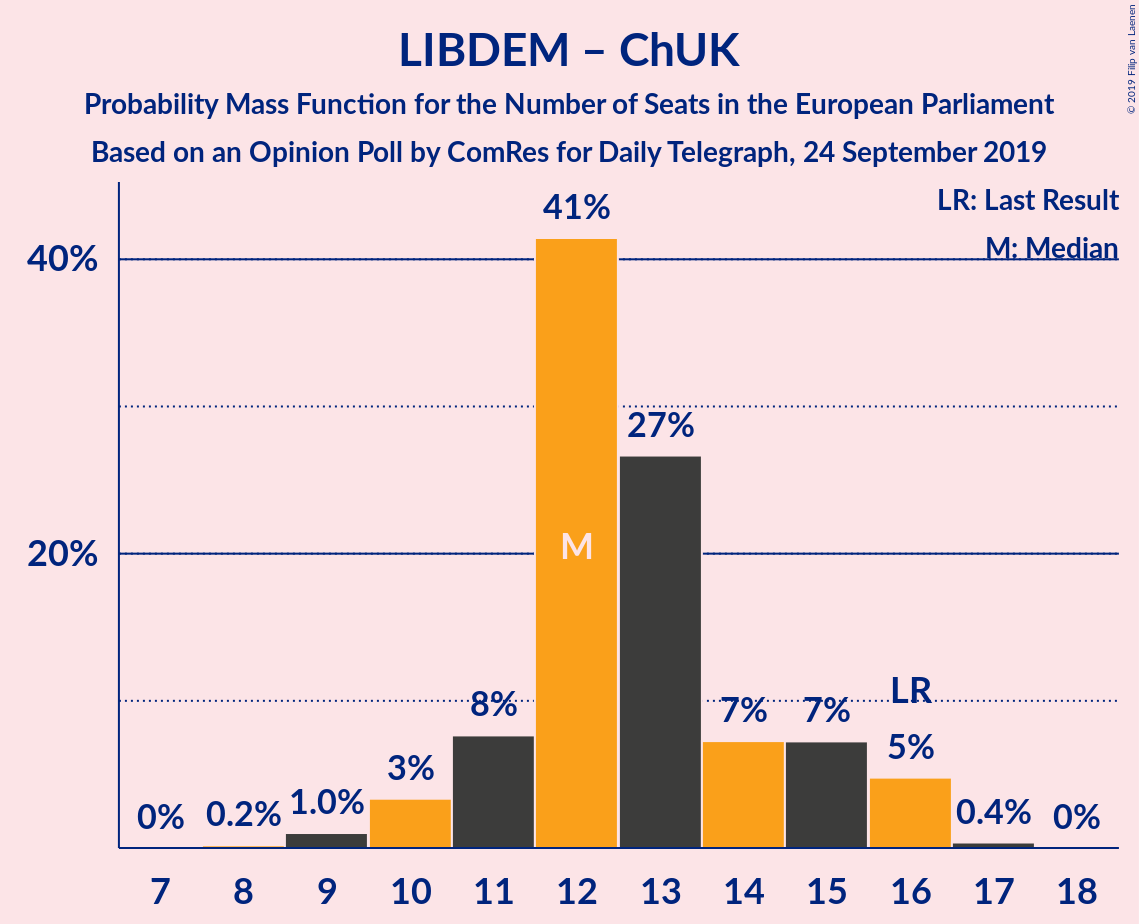 LIBDEM – ChUK
Probability Mass Function for the Number of Seats in the European Parliament
Based on an Opinion Poll by ComRes for Daily Telegraph, 24 September 2019
© 2019 Filip van Laenen
LR: Last Result
M: Median
40%
20%
0%
0.2%
1.0%
3%
8%
41%
M
27%
7%
7%
LR
5%
0.4%
0%
7 8 9 10 11 12 13 14 15 16 17 18